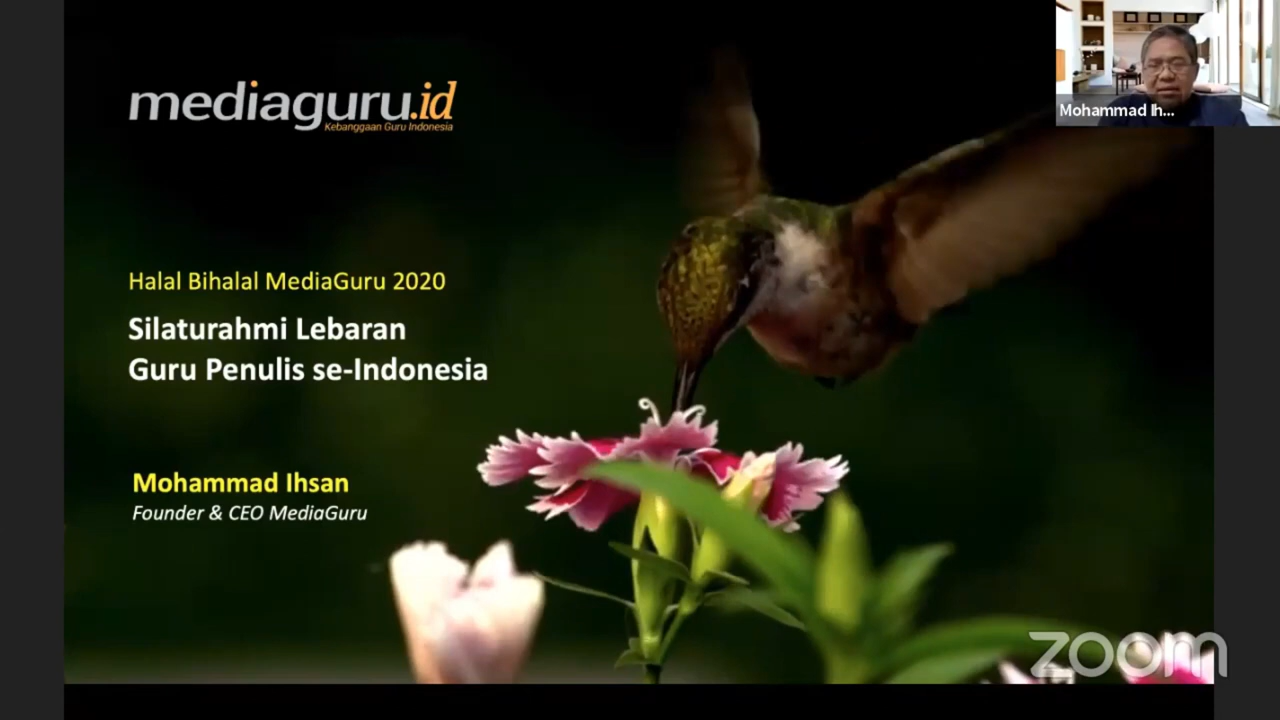 mediaguru.id
Kebanggaan Guru Indonesia
Mohammad Ih...
Halal Bihalal MediaGuru 2020
Silaturahmi Lebaran
Guru Penulis se-Indonesia
Mohammad Ihsan
Founder & CEO MediaGuru
zoom